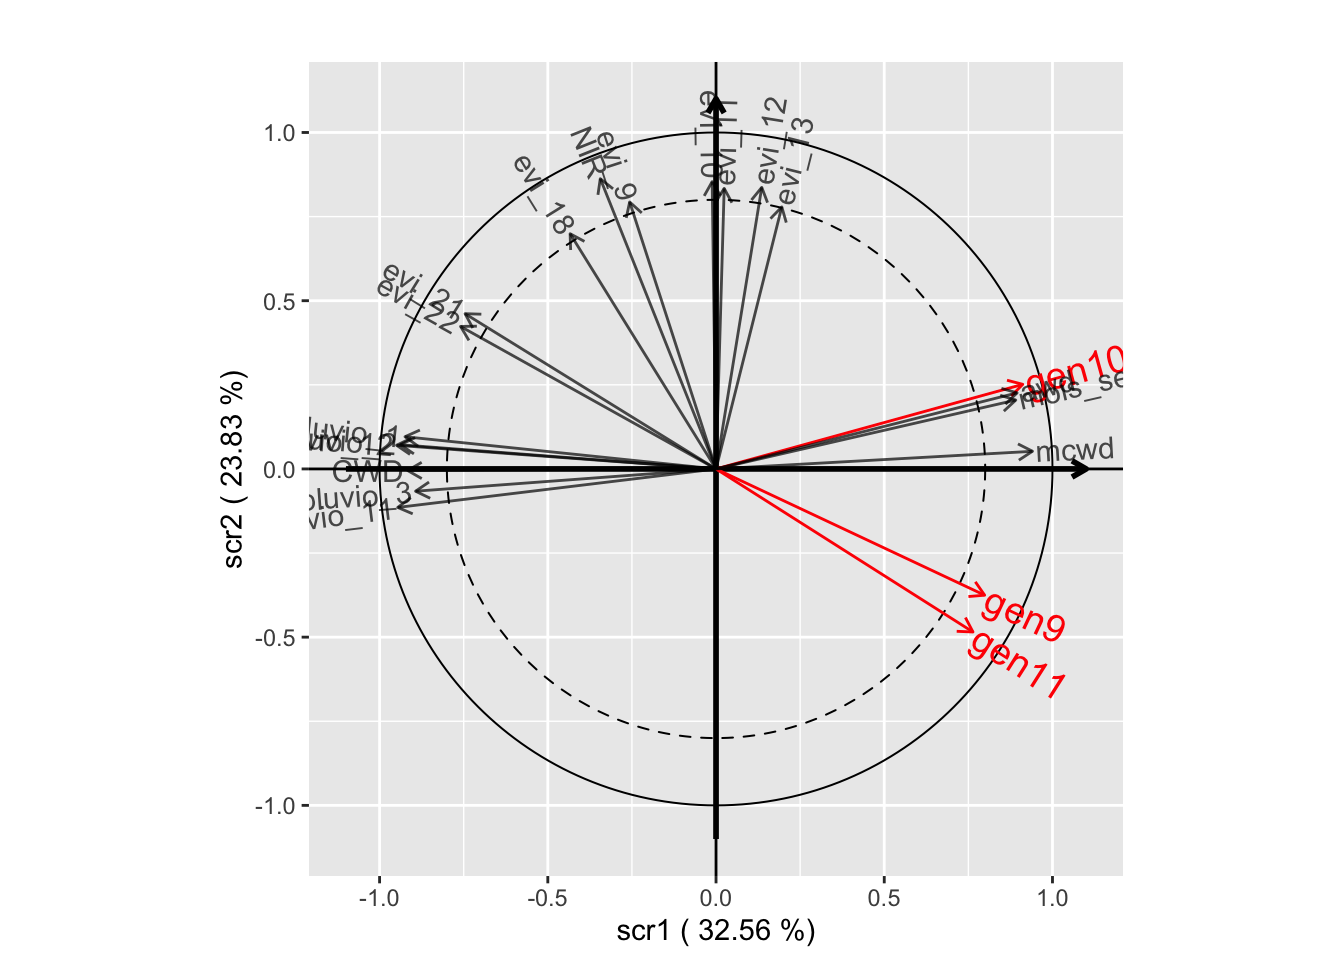 evi_10
evi_11
evi_12
evi_13
NIR
evi_9
evi_18
evi_21
evi_22
gen10
mcwd
CWD
pluvio_3
gen9
gen11
1.0
0.5
0.0
-0.5
-1.0
scr2 ( 23.83 %)
-1.0
-0.5
0.0
0.5
1.0
scr1 ( 32.56 %)